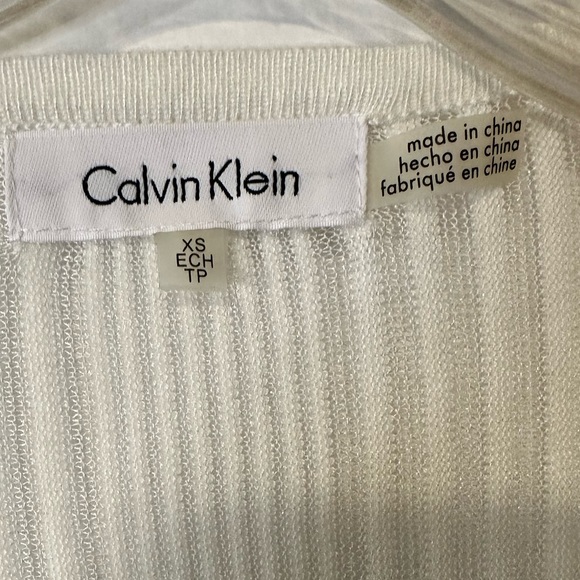 Calvin Klein
made in china
hecho en china
fabriqué en chine
XS
ECH
TP